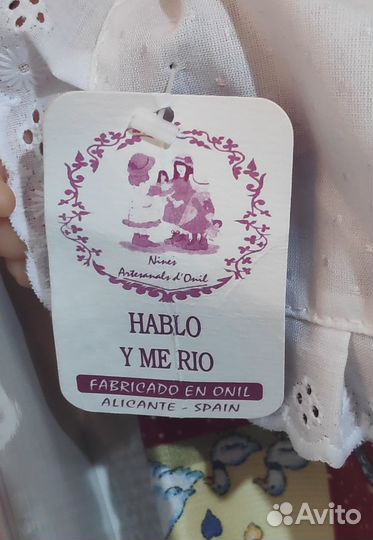 Nines
Artesanals d'Onil
HABLO
Y ME RIO
FABRICADO EN ONIL
ALICANTE - SPAIN
Avito